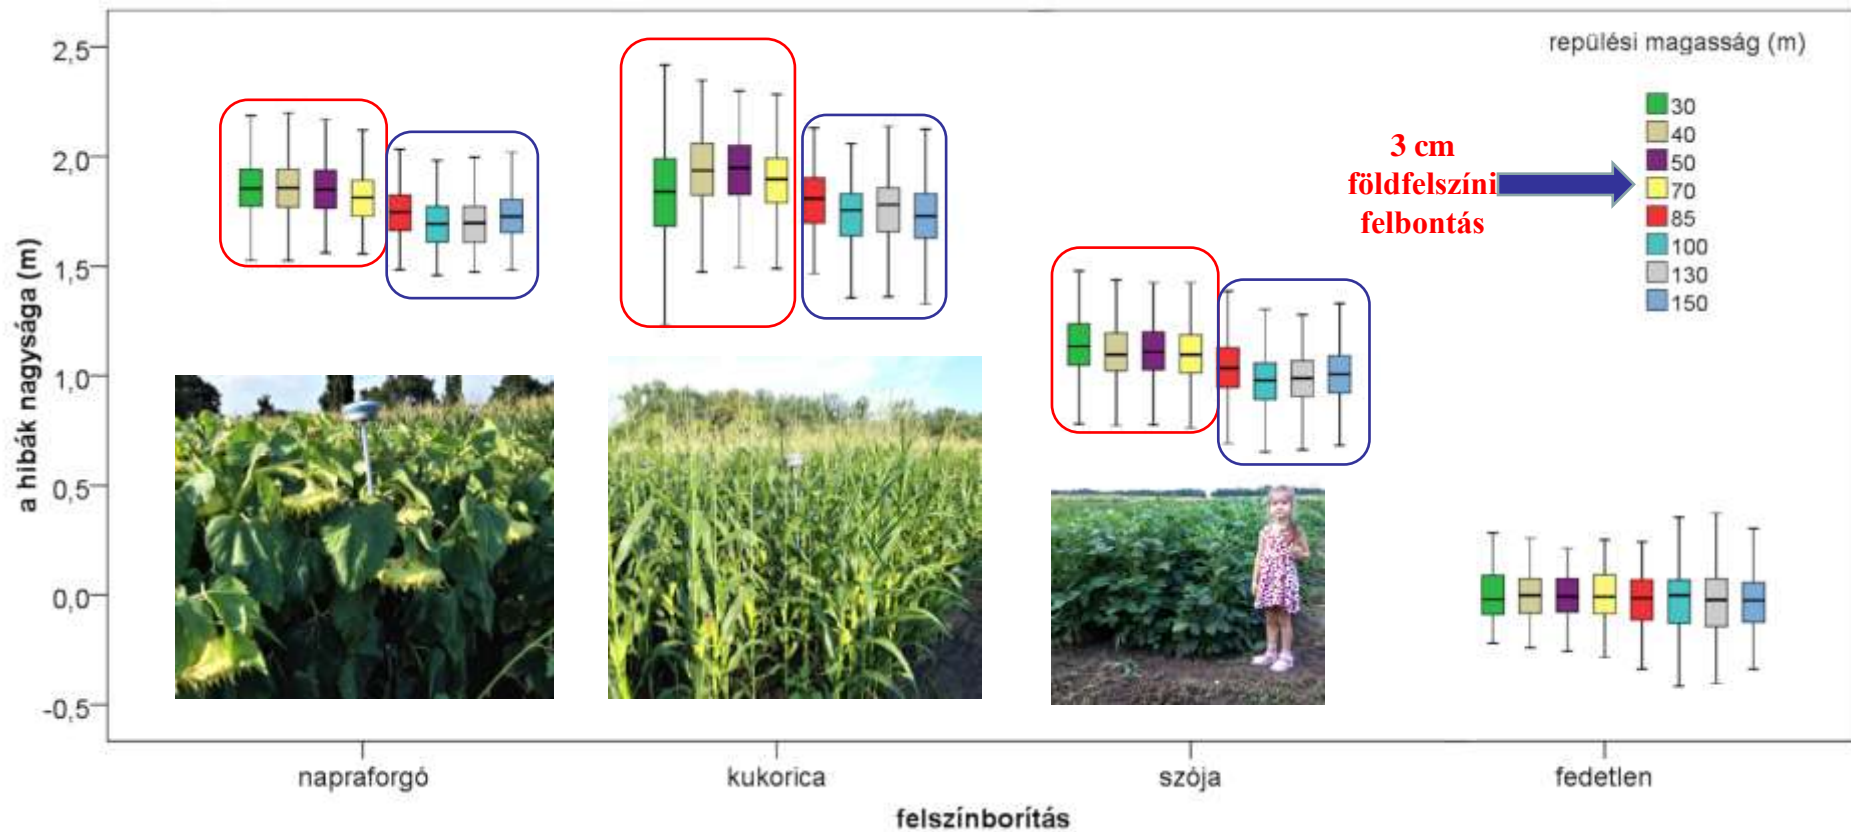 2,5
2,0
1,5
1,0
0,5
0,0
-0,5
a hibák nagysága (m)
repülési magasság (m)
30
40
50
70
85
100
130
150
3 cm
földfelszíni
felbontás
napraforgó
kukorica
szója
fedetlen
felszínborítás